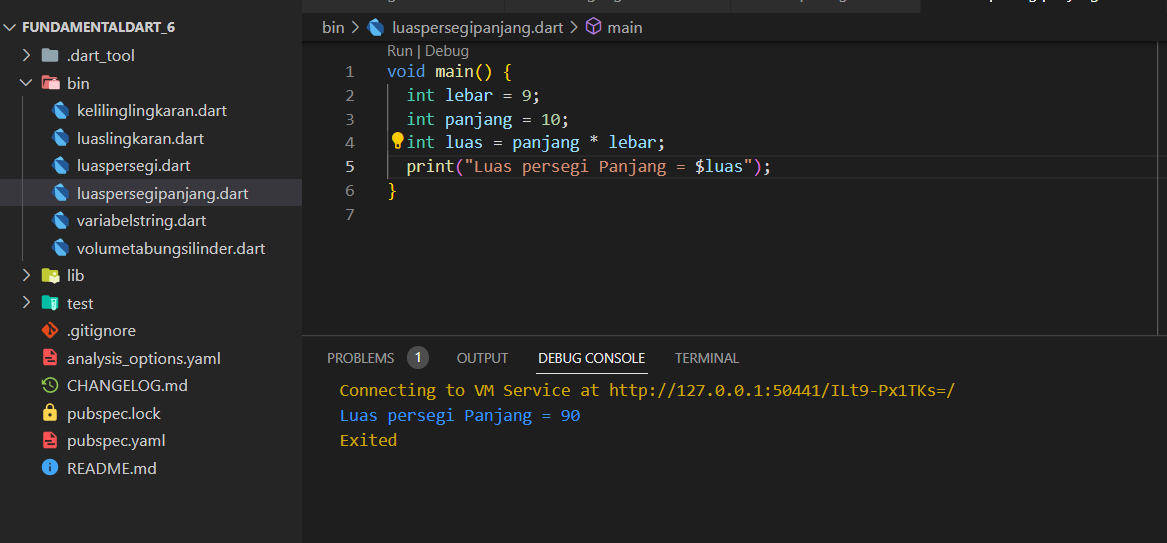 FUNDAMENTALDART_6
.dart_tool
bin
kelilinglingkaran.dart
luaslingkaran.dart
luaspersegi.dart
luaspersegipanjang.dart
variabelstring.dart
volumetabungsilinder.dart
lib
test
.gitignore
analysis_options.yaml
CHANGELOG.md
pubspec.lock
pubspec.yaml
README.md
bin > luaspersegipanjang.dart > main
Run | Debug
1 void main() {
2 int lebar = 9;
3 int panjang = 10;
4 int luas = panjang * lebar;
5 print("Luas persegi Panjang = $luas");
6 }
7
PROBLEMS 1 OUTPUT DEBUG CONSOLE TERMINAL
Connecting to VM Service at http://127.0.0.1:50441/ILt9-Px1TKs=/
Luas persegi Panjang = 90
Exited